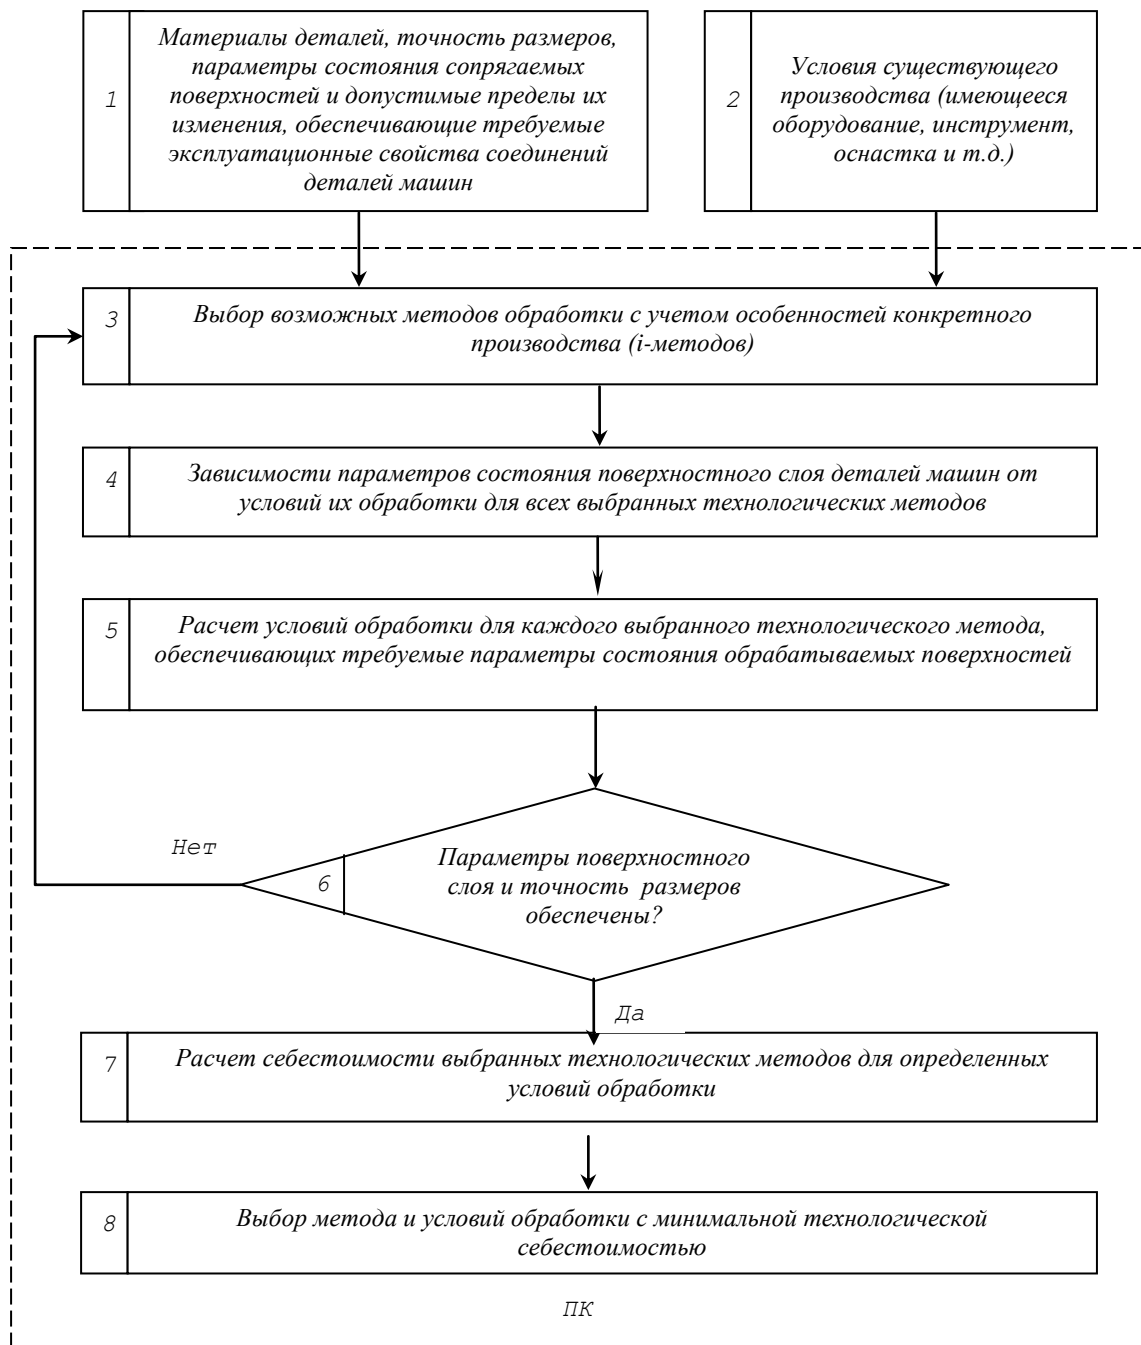 Материалы деталей, точность размеров,
параметры состояния сопрягаемых
поверхностей и допустимые пределы их
изменения, обеспечивающие требуемые
эксплуатационные свойства соединений
деталей машин
1
Условия существующего
производства (имеющееся
оборудование, инструмент,
оснастка и т.д.)
2
3
Выбор возможных методов обработки с учетом особенностей конкретного
производства (i-методов)
4
Зависимости параметров состояния поверхностного слоя деталей машин от
условий их обработки для всех выбранных технологических методов
5
Расчет условий обработки для каждого выбранного технологического метода,
обеспечивающих требуемые параметры состояния обрабатываемых поверхностей
Нет
6
Параметры поверхностного
слоя и точность размеров
обеспечены?
Да
7
Расчет себестоимости выбранных технологических методов для определенных
условий обработки
8
Выбор метода и условий обработки с минимальной технологической
себестоимостью
ПК